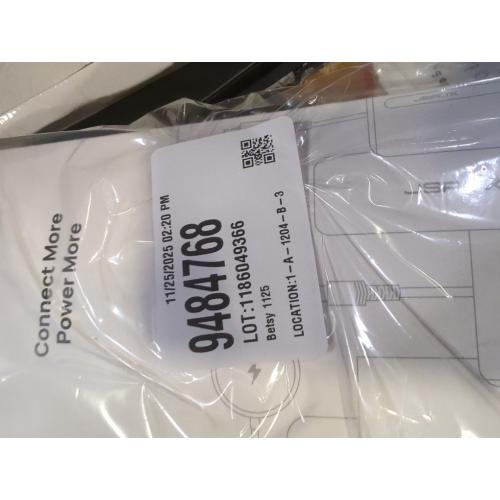 Connect More
Power More
11/25/2025 02:20 PM
9484768
LOT:1186049366
Betsy 1125
LOCATION:1-A-1204-B-3